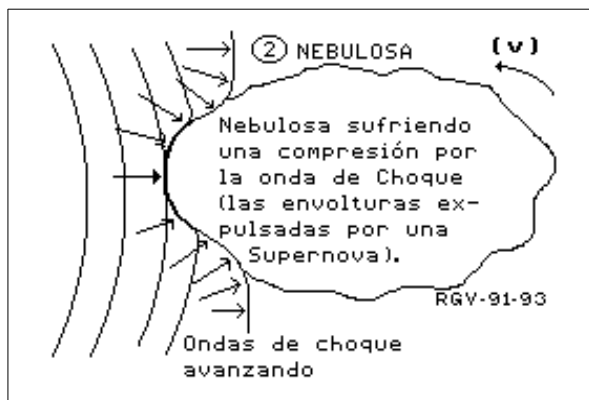 2 NEBULOSA
(v)
Nebulosa sufriendo
una compresión por
la onda de Choque
(las envolturas ex-
pulsadas por una
Supernova).
RGV-91-93
Ondas de choque
avanzando